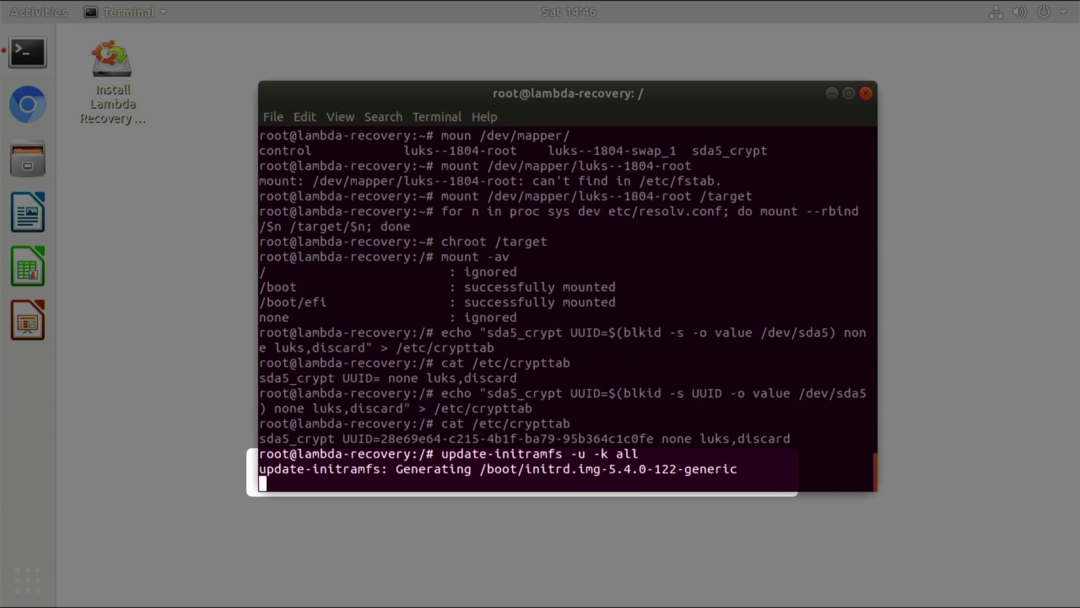 Activities Terminal Sat 14:46
Install
Lambda
Recovery ...
root@lambda-recovery: /
File Edit View Search Terminal Help
root@lambda-recovery:~# moun /dev/mapper/
control luks--1804-root luks--1804-swap_1 sda5_crypt
root@lambda-recovery:~# mount /dev/mapper/luks--1804-root
mount: /dev/mapper/luks--1804-root: can't find in /etc/fstab.
root@lambda-recovery:~# mount /dev/mapper/luks--1804-root /target
root@lambda-recovery:~# for n in proc sys dev etc/resolv.conf; do mount --rbind
/$n /target/$n; done
root@lambda-recovery:~# chroot /target
root@lambda-recovery:/# mount -av
/ : ignored
/boot : successfully mounted
/boot/efi : successfully mounted
none : ignored
root@lambda-recovery:/# echo "sda5_crypt UUID=$(blkid -s -o value /dev/sda5) non
e luks,discard" > /etc/crypttab
root@lambda-recovery:/# cat /etc/crypttab
sda5_crypt UUID= none luks,discard
root@lambda-recovery:/# echo "sda5_crypt UUID=$(blkid -s UUID -o value /dev/sda5
) none luks,discard" > /etc/crypttab
root@lambda-recovery:/# cat /etc/crypttab
sda5_crypt UUID=28e69e64-c215-4b1f-ba79-95b364c1c0fe none luks,discard
root@lambda-recovery:/# update-initramfs -u -k all
update-initramfs: Generating /boot/initrd.img-5.4.0-122-generic